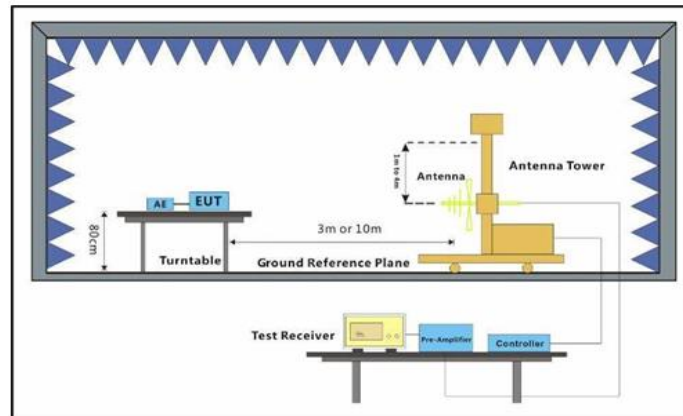 1m to 4m
Antenna
Antenna Tower
AE
EUT
80cm
3m or 10m
Turntable
Ground Reference Plane
Test Receiver
Pre-Amplifier
Controller